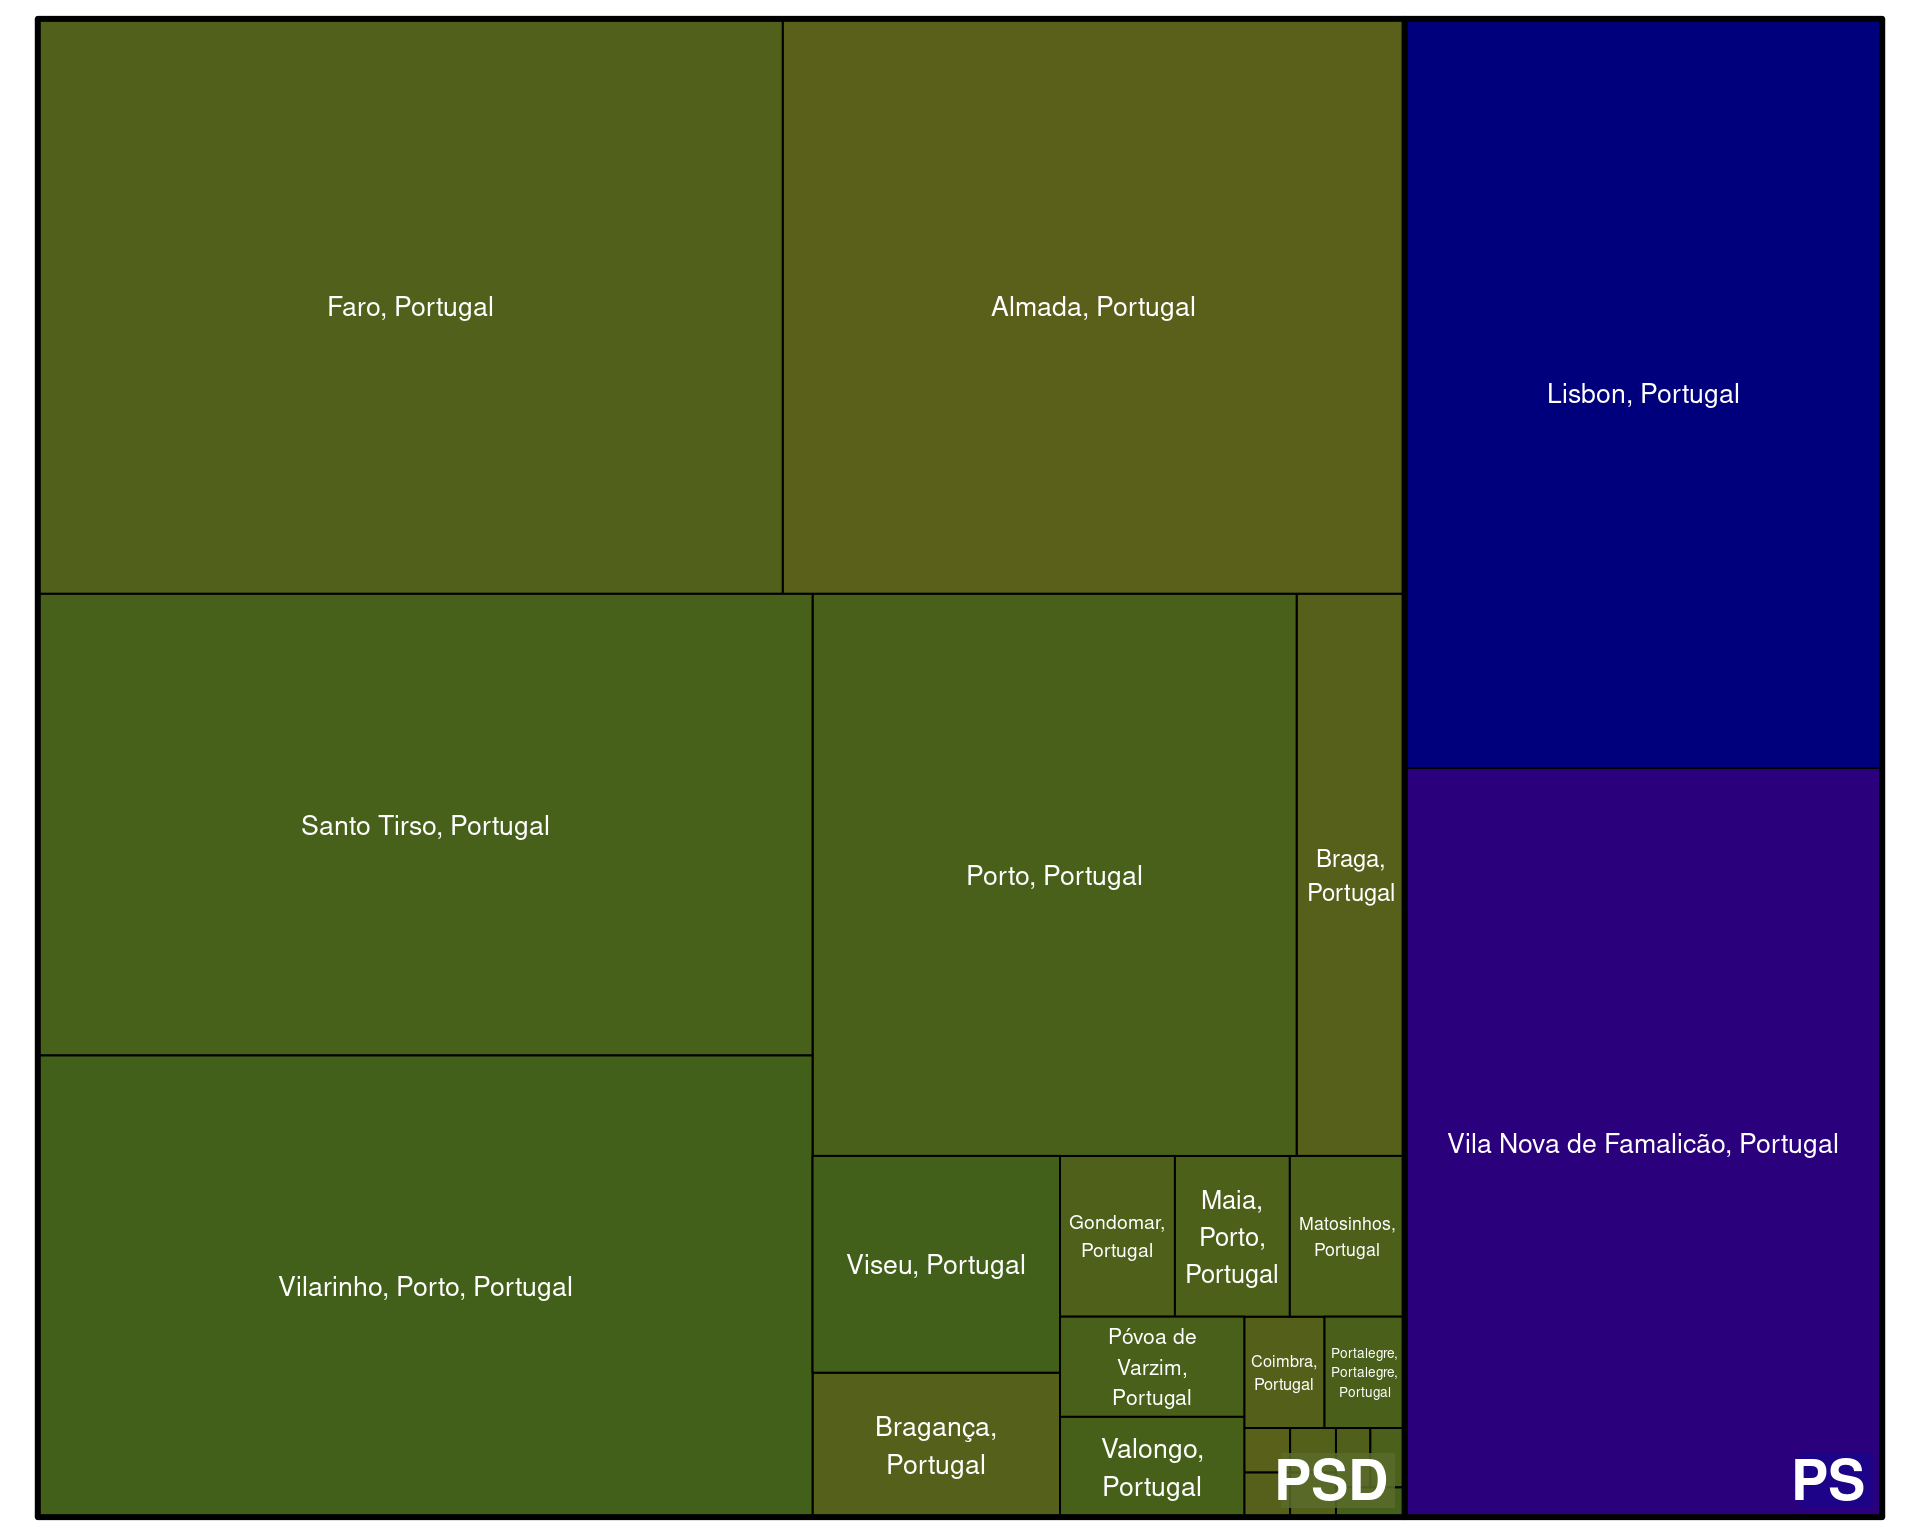 Faro, Portugal
Almada, Portugal
Lisbon, Portugal
Santo Tirso, Portugal
Porto, Portugal
Braga,
Portugal
Vila Nova de Famalicão, Portugal
Vilarinho, Porto, Portugal
Viseu, Portugal
Gondomar,
Portugal
Maia,
Porto,
Portugal
Matosinhos,
Portugal
Póvoa de
Varzim,
Portugal
Coimbra,
Portugal
Portalegre,
Portalegre,
Portugal
Bragança,
Portugal
Valongo,
Portugal
PSD
PS